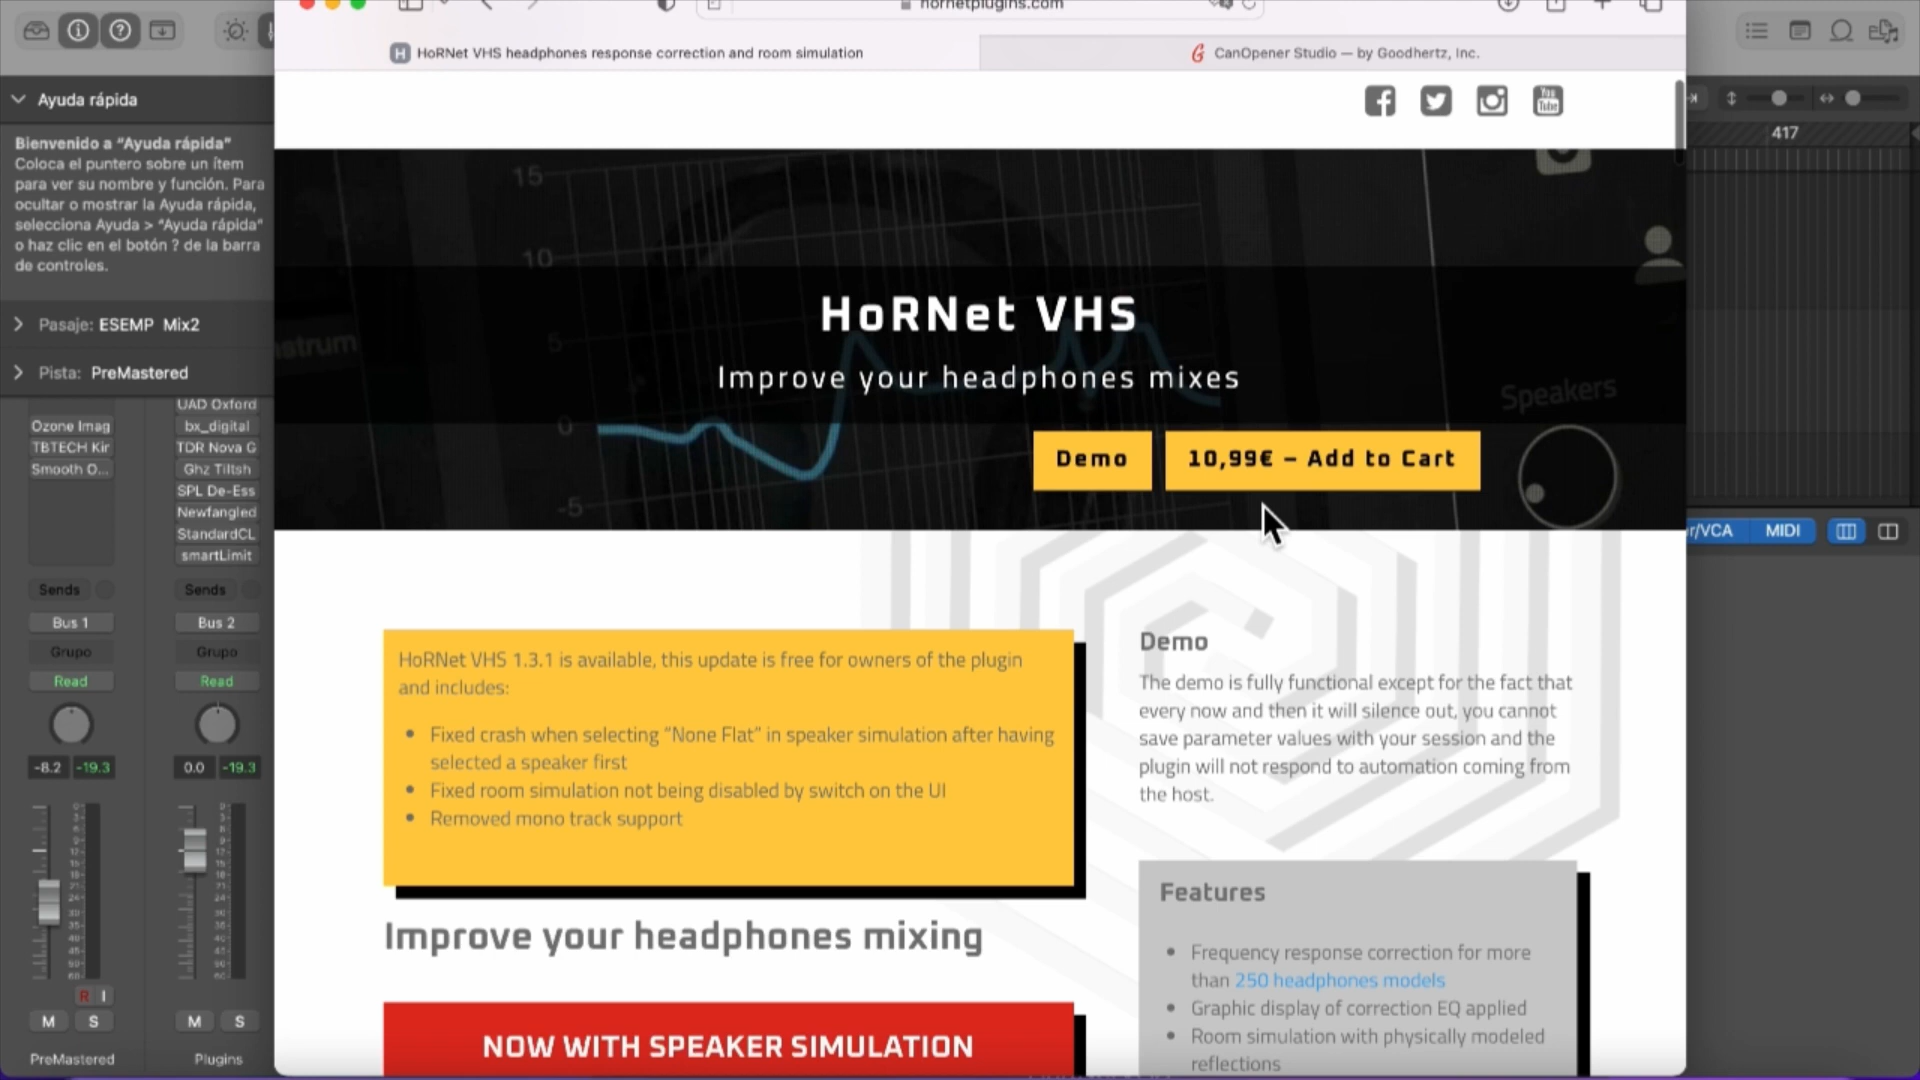 hornetplugins.com
HoRNet VHS headphones response correction and room simulation
CanOpener Studio — by Goodhertz, Inc.
Ayuda rápida
Bienvenido a “Ayuda rápida”
Coloca el puntero sobre un ítem
para ver su nombre y función. Para
ocultar o mostrar la Ayuda rápida,
selecciona Ayuda > “Ayuda rápida”
o haz clic en el botón ? de la barra
de controles.
Pasaje: ESEMP Mix2
Pista: PreMastered
417
15
10
5
0
-5
Speakers
HoRNet VHS
Improve your headphones mixes
Demo
10,99€ – Add to Cart
UAD Oxford
Ozone Imag
bx_digital
TBTECH Kir
TDR Nova G
Smooth O...
Ghz Tiltsh
SPL De-Ess
Newfangled
StandardCL
smartLimit
Sends
Sends
Bus 1
Bus 2
Grupo
Grupo
Read
Read
-8.2
-19.3
0.0
-19.3
R I
M S
M S
PreMastered
Plugins
r/VCA
MIDI
HoRNet VHS 1.3.1 is available, this update is free for owners of the plugin
and includes:
Fixed crash when selecting “None Flat” in speaker simulation after having
selected a speaker first
Fixed room simulation not being disabled by switch on the UI
Removed mono track support
Improve your headphones mixing
NOW WITH SPEAKER SIMULATION
Demo
The demo is fully functional except for the fact that
every now and then it will silence out, you cannot
save parameter values with your session and the
plugin will not respond to automation coming from
the host.
Features
Frequency response correction for more
than 250 headphones models
Graphic display of correction EQ applied
Room simulation with physically modeled
reflections